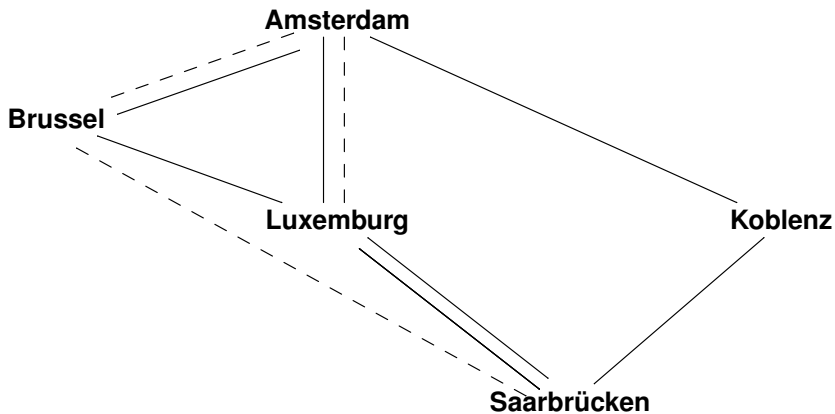 Amsterdam
Brussel
Luxemburg
Koblenz
Saarbrücken